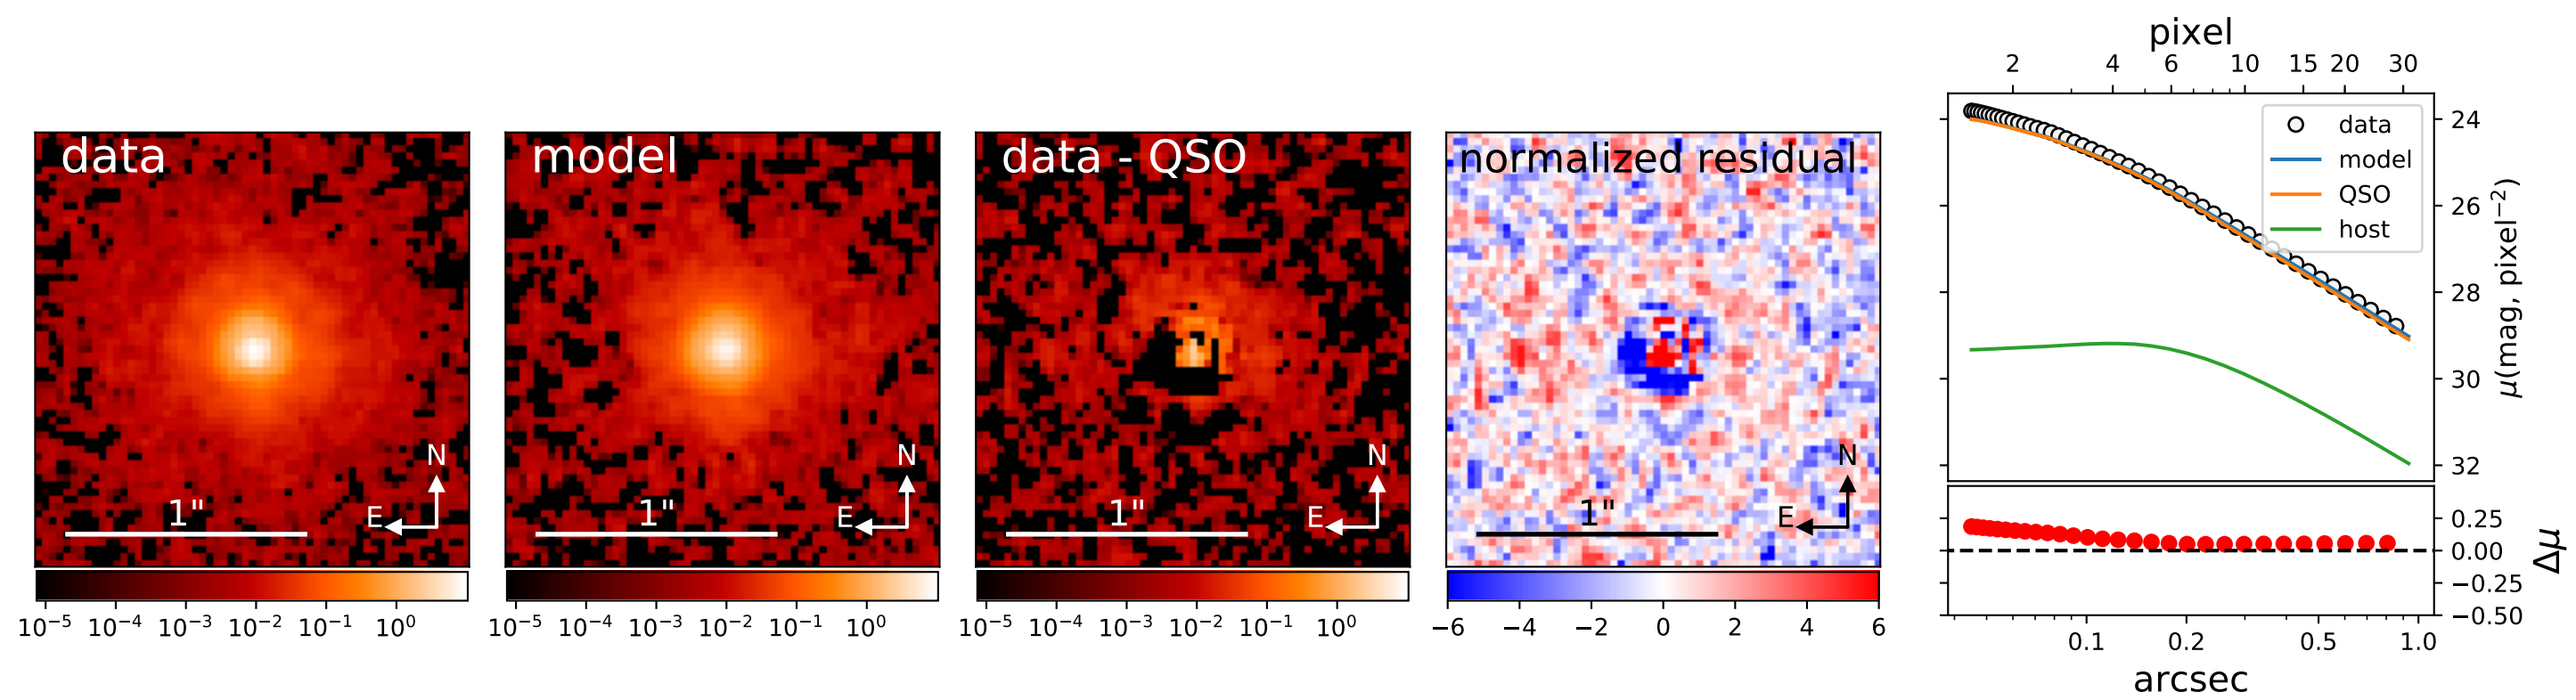 data
N
E
1"
10⁻⁵ 10⁻⁴ 10⁻³ 10⁻² 10⁻¹ 10⁰
model
N
E
1"
10⁻⁵ 10⁻⁴ 10⁻³ 10⁻² 10⁻¹ 10⁰
data - QSO
N
E
1"
10⁻⁵ 10⁻⁴ 10⁻³ 10⁻² 10⁻¹ 10⁰
normalized residual
N
E
1"
−6 −4 −2 0 2 4 6
pixel
2 4 6 10 15 20 30
data
model
QSO
host
24
26
28
30
32
μ(mag, pixel⁻²)
0.25
0.00
−0.25
−0.50
Δμ
0.1 0.2 0.5 1.0
arcsec